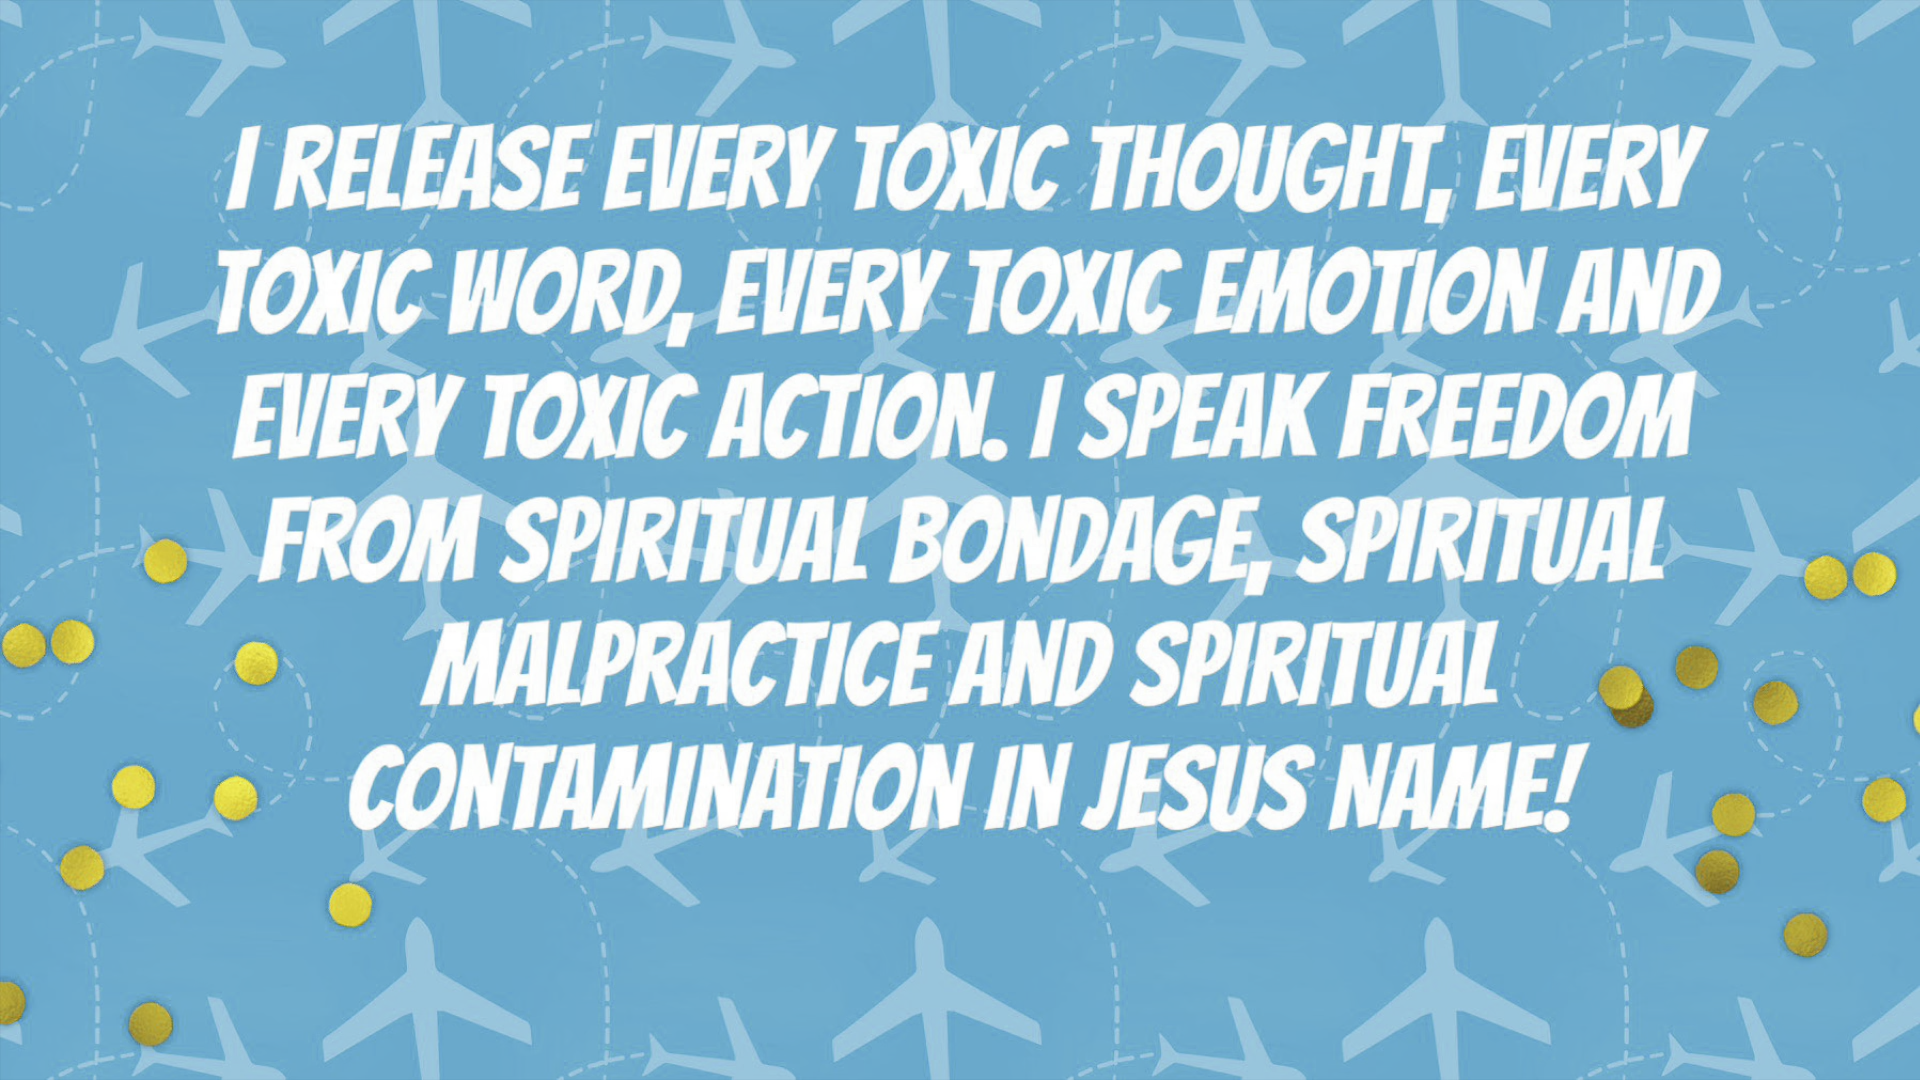 I RELEASE EVERY TOXIC THOUGHT, EVERY
TOXIC WORD, EVERY TOXIC EMOTION AND
EVERY TOXIC ACTION. I SPEAK FREEDOM
FROM SPIRITUAL BONDAGE, SPIRITUAL
MALPRACTICE AND SPIRITUAL
CONTAMINATION IN JESUS NAME!